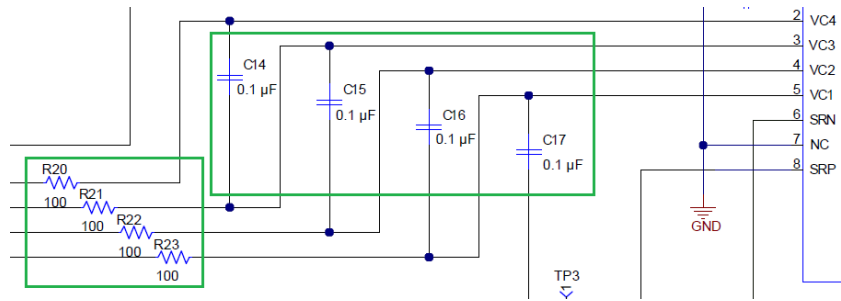 2 VC4
3 VC3
C14
0.1 µF
C15
0.1 µF
4 VC2
C16
0.1 µF
5 VC1
6 SRN
C17
0.1 µF
7 NC
8 SRP
R20
100
R21
100
R22
100
R23
100
GND
TP3
1